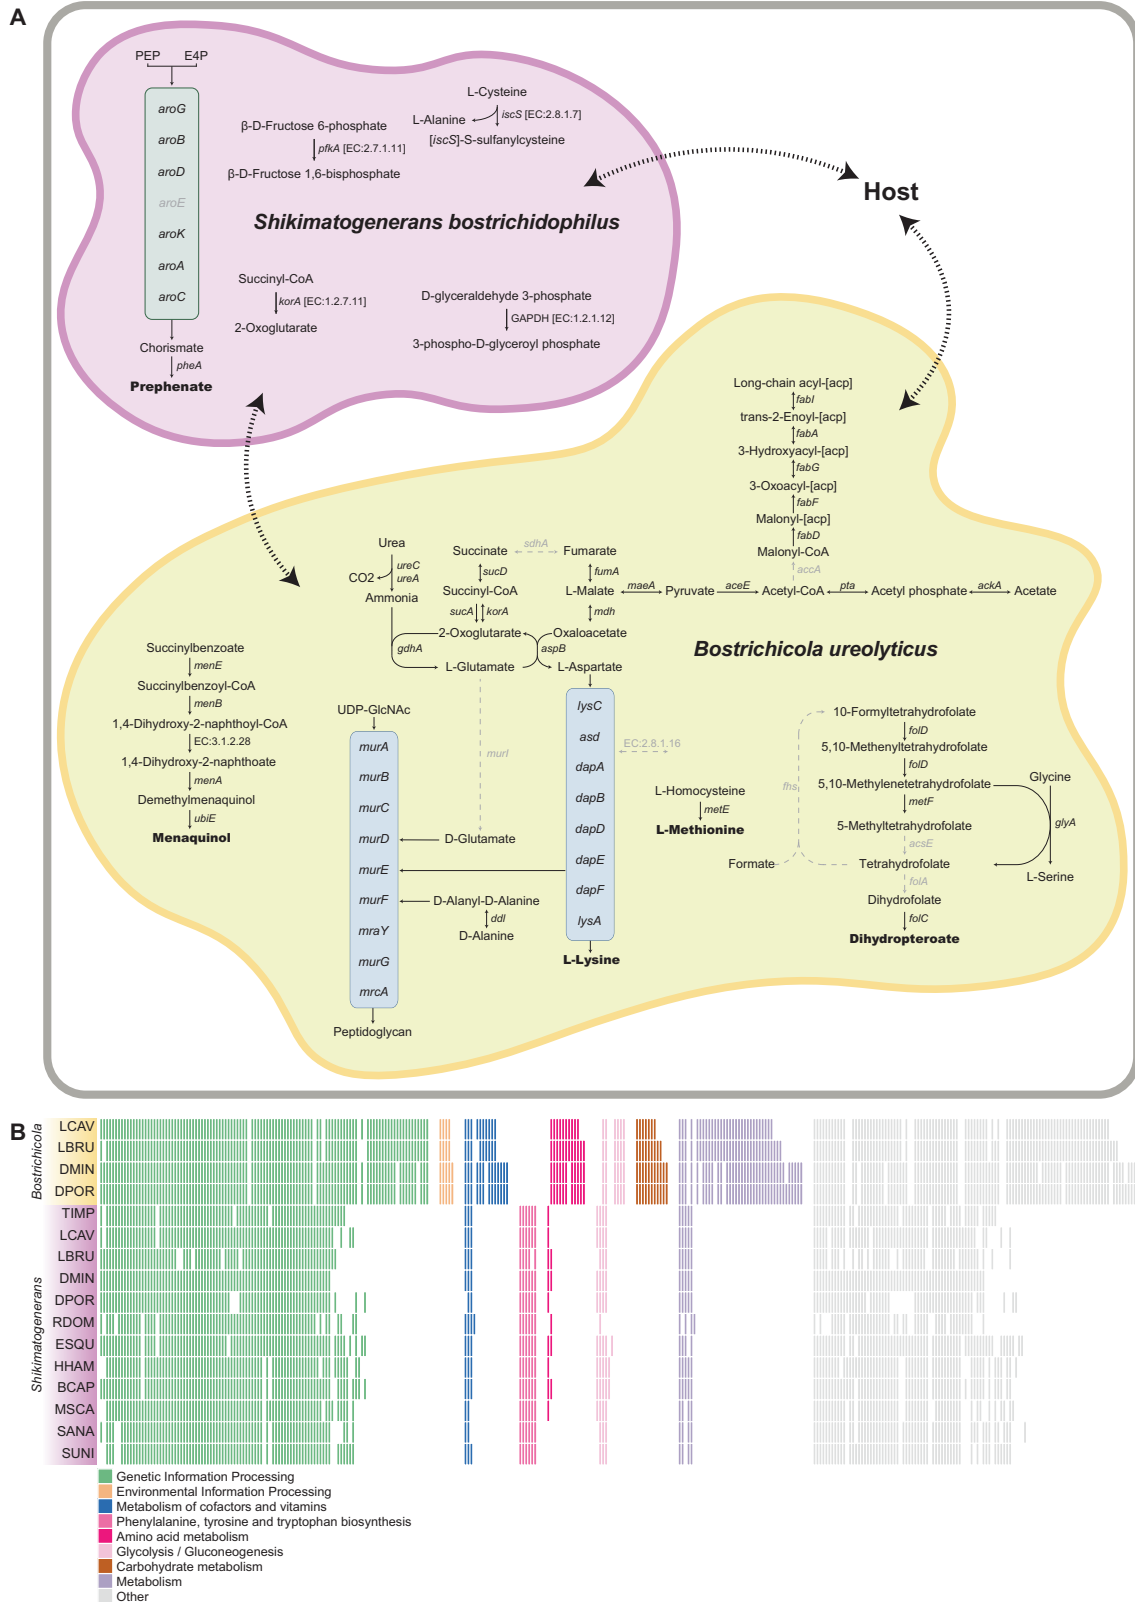 A
PEP E4P
aroG
aroB
aroD
aroE
aroK
aroA
aroC
Chorismate
pheA
Prephenate
β-D-Fructose 6-phosphate
pfkA [EC:2.7.1.11]
β-D-Fructose 1,6-bisphosphate
L-Cysteine
iscS [EC:2.8.1.7]
L-Alanine
[iscS]-S-sulfanylcysteine
Shikimatogenerans bostrichidophilus
Succinyl-CoA
korA [EC:1.2.7.11]
2-Oxoglutarate
D-glyceraldehyde 3-phosphate
GAPDH [EC:1.2.1.12]
3-phospho-D-glyceroyl phosphate
Host
Long-chain acyl-[acp]
fabI
trans-2-Enoyl-[acp]
fabA
3-Hydroxyacyl-[acp]
fabG
3-Oxoacyl-[acp]
fabF
Malonyl-[acp]
fabD
Malonyl-CoA
accA
Urea
ureC
CO2 ureA
Ammonia
Succinate sdhA Fumarate
sucD fumA
Succinyl-CoA L-Malate maeA Pyruvate aceE Acetyl-CoA pta Acetyl phosphate ackA Acetate
sucA korA mdh
2-Oxoglutarate Oxaloacetate
gdhA aspB
L-Glutamate L-Aspartate
Bostrichicola ureolyticus
Succinylbenzoate
menE
Succinylbenzoyl-CoA
menB
1,4-Dihydroxy-2-naphthoyl-CoA
EC:3.1.2.28
1,4-Dihydroxy-2-naphthoate
menA
Demethylmenaquinol
ubiE
Menaquinol
UDP-GlcNAc
murA
murB
murC
murD
murE
murF
mraY
murG
mrcA
Peptidoglycan
murI
D-Glutamate
D-Alanyl-D-Alanine
ddl
D-Alanine
lysC
asd
dapA
dapB
dapD
dapE
dapF
lysA
L-Lysine
EC:2.8.1.16
L-Homocysteine
metE
L-Methionine
10-Formyltetrahydrofolate
folD
5,10-Methenyltetrahydrofolate
folD
5,10-Methylenetetrahydrofolate
metF
5-Methyltetrahydrofolate
acsE
Tetrahydrofolate
folA
Dihydrofolate
folC
Dihydropteroate
fhs
Formate
Glycine
glyA
L-Serine
B
Bostrichicola
LCAV
LBRU
DMIN
DPOR
Shikimatogenerans
TIMP
LCAV
LBRU
DMIN
DPOR
RDOM
ESQU
HHAM
BCAP
MSCA
SANA
SUNI
Genetic Information Processing
Environmental Information Processing
Metabolism of cofactors and vitamins
Phenylalanine, tyrosine and tryptophan biosynthesis
Amino acid metabolism
Glycolysis / Gluconeogenesis
Carbohydrate metabolism
Metabolism
Other